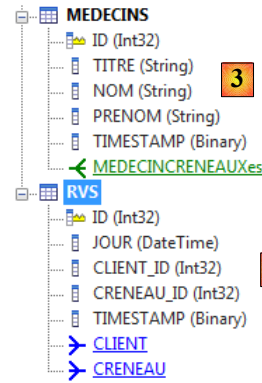 MEDECINS
ID (Int32)
TITRE (String)
3
NOM (String)
PRENOM (String)
TIMESTAMP (Binary)
MEDECINCRENEAUXes
RVS
ID (Int32)
JOUR (DateTime)
CLIENT_ID (Int32)
CRENEAU_ID (Int32)
TIMESTAMP (Binary)
CLIENT
CRENEAU